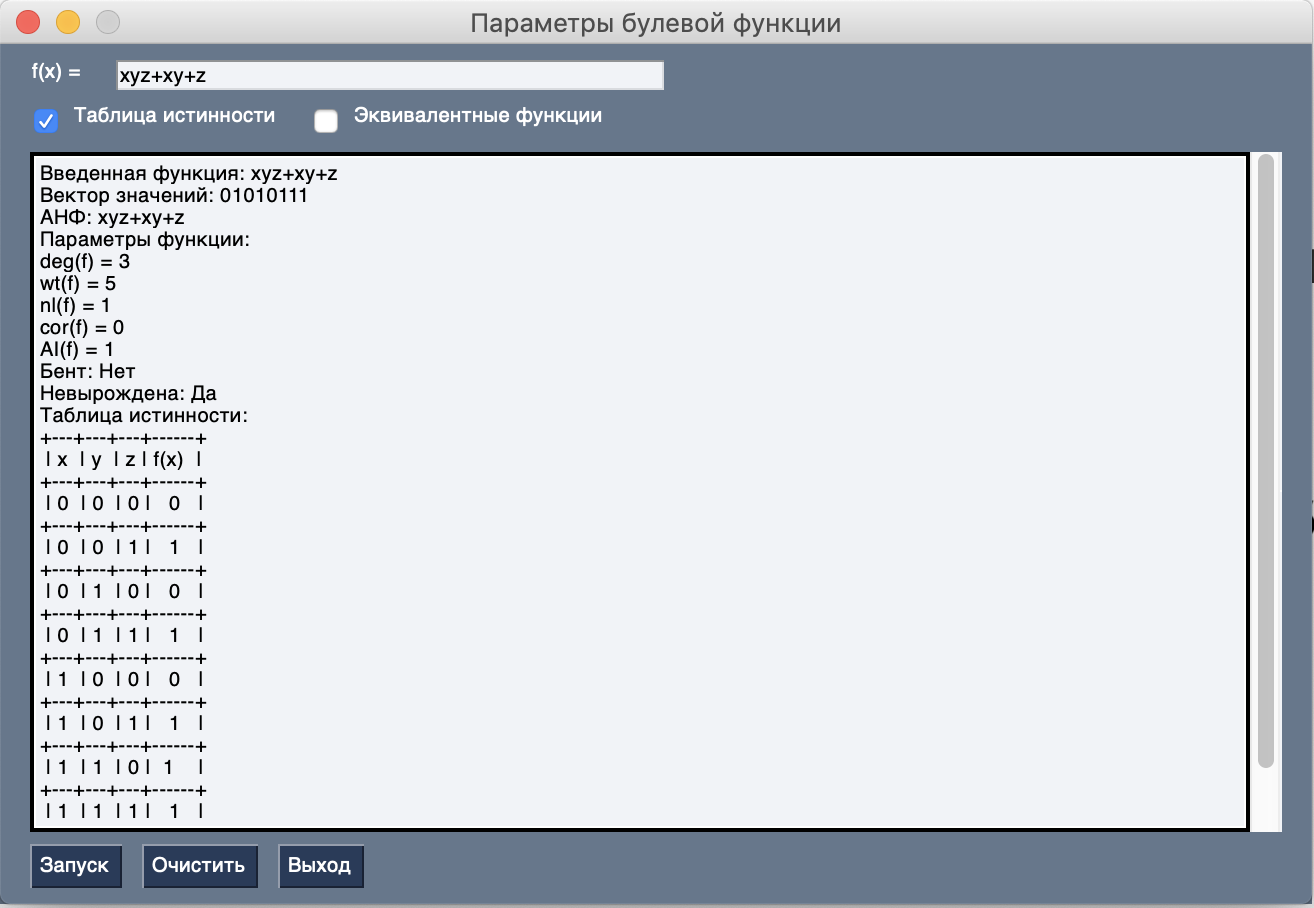 Параметры булевой функции
f(x) = xyz+xy+z
Таблица истинности Эквивалентные функции
Введенная функция: xyz+xy+z
Вектор значений: 01010111
АНФ: xyz+xy+z
Параметры функции:
deg(f) = 3
wt(f) = 5
nl(f) = 1
cor(f) = 0
AI(f) = 1
Бент: Нет
Невырождена: Да
Таблица истинности:
+---+---+---+------+
| x | y | z | f(x) |
+---+---+---+------+
| 0 | 0 | 0 | 0 |
+---+---+---+------+
| 0 | 0 | 1 | 1 |
+---+---+---+------+
| 0 | 1 | 0 | 0 |
+---+---+---+------+
| 0 | 1 | 1 | 1 |
+---+---+---+------+
| 1 | 0 | 0 | 0 |
+---+---+---+------+
| 1 | 0 | 1 | 1 |
+---+---+---+------+
| 1 | 1 | 0 | 1 |
+---+---+---+------+
| 1 | 1 | 1 | 1 |
Запуск Очистить Выход